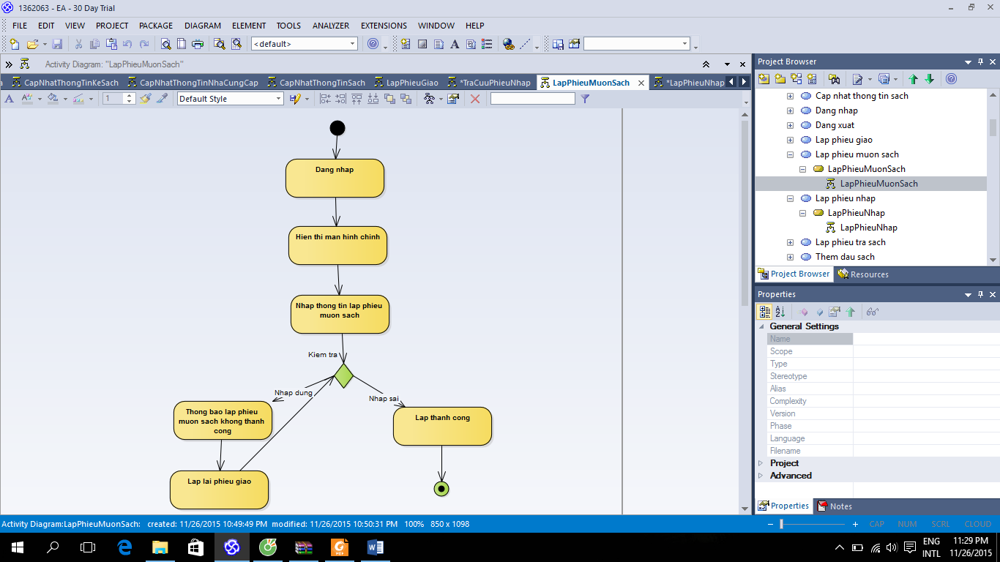 1362063 - EA - 30 Day Trial
FILE EDIT VIEW PROJECT PACKAGE DIAGRAM ELEMENT TOOLS ANALYZER EXTENSIONS WINDOW HELP
<default>
Activity Diagram: "LapPhieuMuonSach"
CapNhatThongTinKeSach CapNhatThongTinNhaCungCap CapNhatThongTinSach LapPhieuGiao *TraCuuPhieuNhap LapPhieuMuonSach *LapPhieuNhap
1 Default Style
Dang nhap
Hien thi man hinh chinh
Nhap thong tin lap phieu
muon sach
Kiem tra
Nhap dung
Nhap sai
Thong bao lap phieu
muon sach khong thanh
cong
Lap thanh cong
Lap lai phieu giao
Project Browser
Cap nhat thong tin sach
Dang nhap
Dang xuat
Lap phieu giao
Lap phieu muon sach
LapPhieuMuonSach
LapPhieuMuonSach
Lap phieu nhap
LapPhieuNhap
LapPhieuNhap
Lap phieu tra sach
Them dau sach
Project Browser Resources
Properties
General Settings
Name
Scope
Type
Stereotype
Alias
Complexity
Version
Phase
Language
Filename
Project
Advanced
Properties Notes
Activity Diagram:LapPhieuMuonSach: created: 11/26/2015 10:49:49 PM modified: 11/26/2015 10:50:31 PM 100% 850 x 1098
CAP NUM SCRL CLOUD
ENG
INTL
11:29 PM
11/26/2015